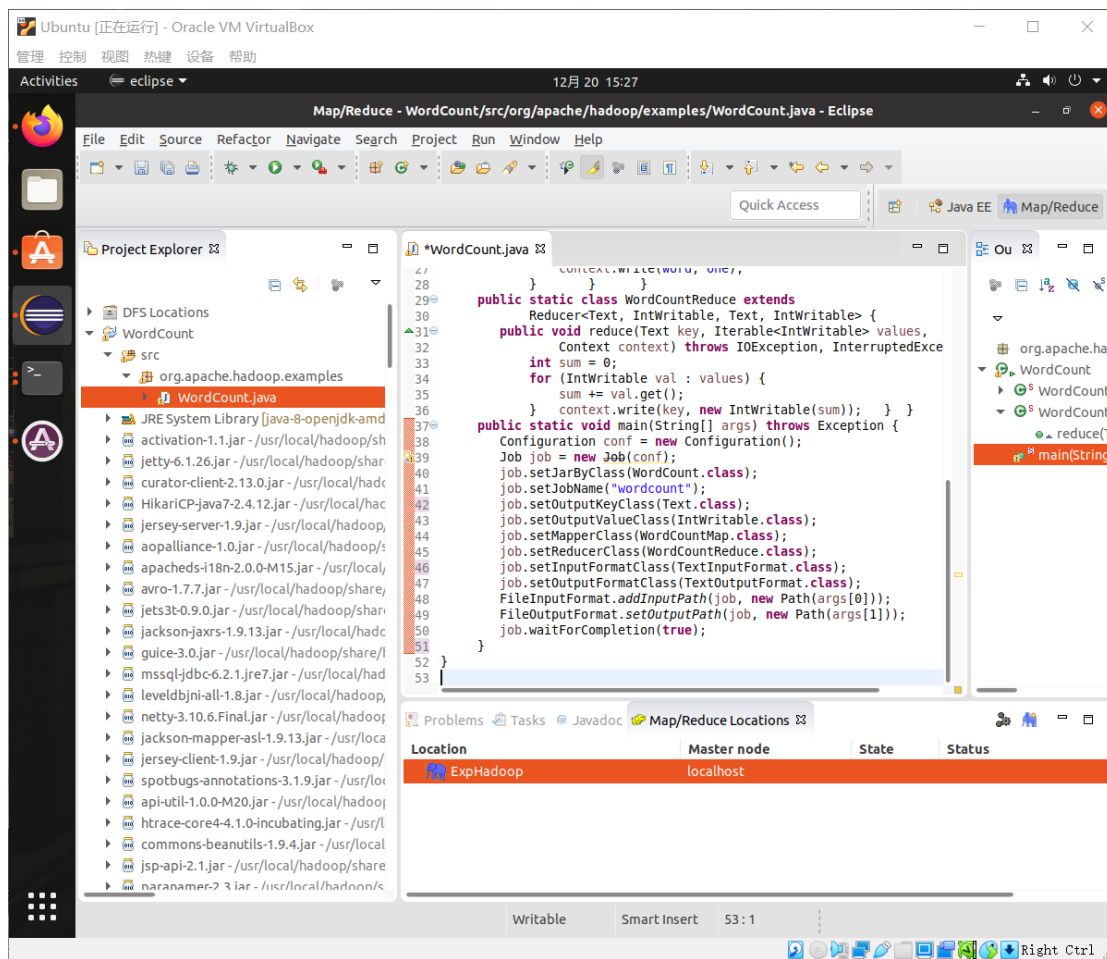 Ubuntu [正在运行] - Oracle VM VirtualBox
管理 控制 视图 热键 设备 帮助
Activities eclipse 12月 20 15:27
Map/Reduce - WordCount/src/org/apache/hadoop/examples/WordCount.java - Eclipse
File Edit Source Refactor Navigate Search Project Run Window Help
Quick Access Java EE Map/Reduce
Project Explorer
DFS Locations
WordCount
src
org.apache.hadoop.examples
WordCount.java
JRE System Library [java-8-openjdk-amd
activation-1.1.jar - /usr/local/hadoop/sh
jetty-6.1.26.jar - /usr/local/hadoop/shar
curator-client-2.13.0.jar - /usr/local/hado
HikariCP-java7-2.4.12.jar - /usr/local/hac
jersey-server-1.9.jar - /usr/local/hadoop,
aopalliance-1.0.jar - /usr/local/hadoop/s
apacheds-i18n-2.0.0-M15.jar - /usr/local/
avro-1.7.7.jar - /usr/local/hadoop/share/
jets3t-0.9.0.jar - /usr/local/hadoop/shar
jackson-jaxrs-1.9.13.jar - /usr/local/hadc
guice-3.0.jar - /usr/local/hadoop/share/l
mssql-jdbc-6.2.1.jre7.jar - /usr/local/had
leveldbjni-all-1.8.jar - /usr/local/hadoop,
netty-3.10.6.Final.jar - /usr/local/hadoop
jackson-mapper-asl-1.9.13.jar - /usr/loca
jersey-client-1.9.jar - /usr/local/hadoop/
spotbugs-annotations-3.1.9.jar - /usr/loc
api-util-1.0.0-M20.jar - /usr/local/hadoop
htrace-core4-4.1.0-incubating.jar - /usr/l
commons-beanutils-1.9.4.jar - /usr/local
jsp-api-2.1.jar - /usr/local/hadoop/share
paranamer-2.3.jar - /usr/local/hadoop/s
*WordCount.java
27 context.write(word, one);
28 } } }
29 public static class WordCountReduce extends
30 Reducer<Text, IntWritable, Text, IntWritable> {
31 public void reduce(Text key, Iterable<IntWritable> values,
32 Context context) throws IOException, InterruptedExce
33 int sum = 0;
34 for (IntWritable val : values) {
35 sum += val.get();
36 } context.write(key, new IntWritable(sum)); } }
37 public static void main(String[] args) throws Exception {
38 Configuration conf = new Configuration();
39 Job job = new Job(conf);
40 job.setJarByClass(WordCount.class);
41 job.setJobName("wordcount");
42 job.setOutputKeyClass(Text.class);
43 job.setOutputValueClass(IntWritable.class);
44 job.setMapperClass(WordCountMap.class);
45 job.setReducerClass(WordCountReduce.class);
46 job.setInputFormatClass(TextInputFormat.class);
47 job.setOutputFormatClass(TextOutputFormat.class);
48 FileInputFormat.addInputPath(job, new Path(args[0]));
49 FileOutputFormat.setOutputPath(job, new Path(args[1]));
50 job.waitForCompletion(true);
51 }
52 }
53
Ou
org.apache.ha
WordCount
WordCount
WordCount
reduce(T
main(String
Problems Tasks Javadoc Map/Reduce Locations
Location Master node State Status
ExpHadoop localhost
Writable Smart Insert 53 : 1
Right Ctrl